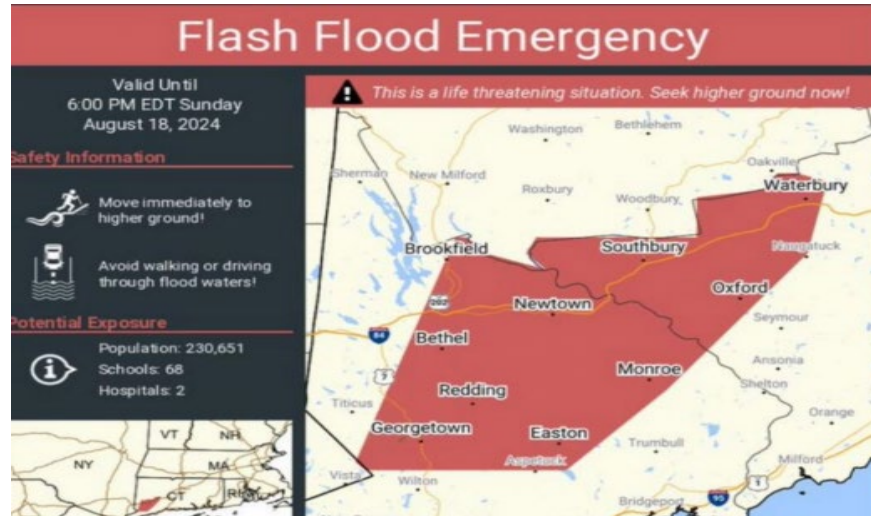 Flash Flood Emergency
Valid Until
6:00 PM EDT Sunday
August 18, 2024
Safety Information
Move immediately to
higher ground!
Avoid walking or driving
through flood waters!
Potential Exposure
Population: 230,651
Schools: 68
Hospitals: 2
VT
NH
NY
MA
CT
This is a life threatening situation. Seek higher ground now!
Washington
Bethlehem
Oakville
Sherman
New Milford
Waterbury
Roxbury
Woodbury
Brookfield
Southbury
Naugatuck
202
Newtown
Oxford
84
Seymour
Bethel
Monroe
Ansonia
7
Shelton
Redding
Titicus
Georgetown
Easton
Orange
Trumbull
Aspetuck
Vista
Wilton
Milford
1
Bridgeport
95